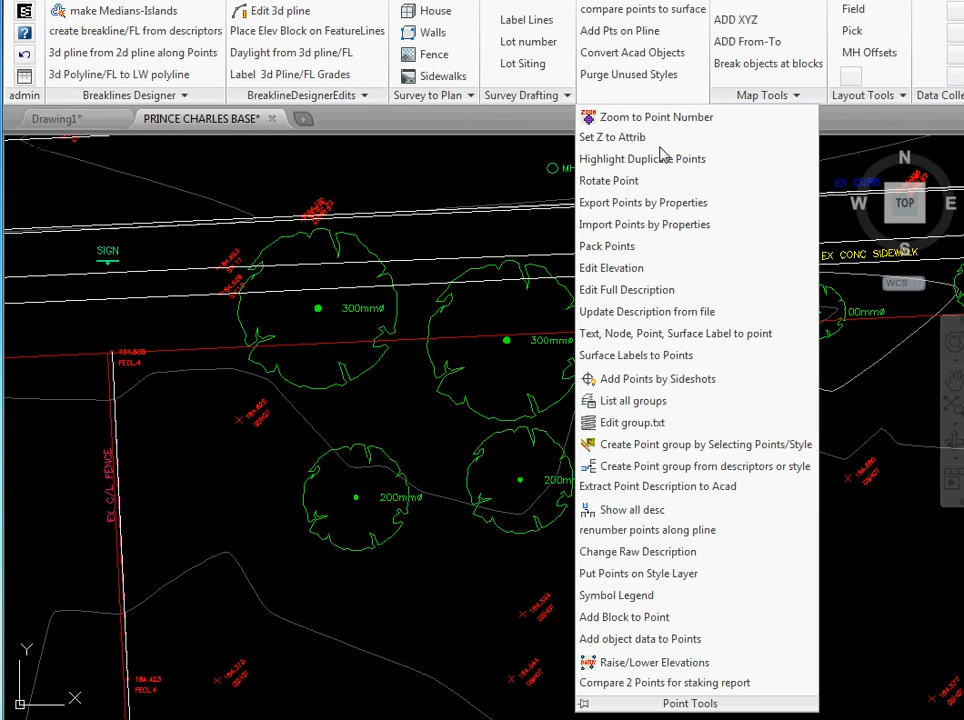 make Medians-Islands
create breakline/FL from descriptors
3d pline from 2d pline along Points
3d Polyline/FL to LW polyline
admin
Breaklines Designer
Edit 3d pline
Place Elev Block on FeatureLines
Daylight from 3d pline/FL
Label 3d Pline/FL Grades
BreaklineDesignerEdits
House
Walls
Fence
Sidewalks
Survey to Plan
Label Lines
Lot number
Lot Siting
Survey Drafting
compare points to surface
Add Pts on Pline
Convert Acad Objects
Purge Unused Styles
ADD XYZ
ADD From-To
Break objects at blocks
Map Tools
Field
Pick
MH Offsets
Layout Tools
Data Colle
Drawing1*
PRINCE CHARLES BASE*
Zoom to Point Number
Set Z to Attrib
Highlight Duplicate Points
Rotate Point
Export Points by Properties
Import Points by Properties
Pack Points
Edit Elevation
Edit Full Description
Update Description from file
Text, Node, Point, Surface Label to point
Surface Labels to Points
Add Points by Sideshots
List all groups
Edit group.txt
Create Point group by Selecting Points/Style
Create Point group from descriptors or style
Extract Point Description to Acad
Show all desc
renumber points along pline
Change Raw Description
Put Points on Style Layer
Symbol Legend
Add Block to Point
Add object data to Points
Raise/Lower Elevations
Compare 2 Points for staking report
Point Tools
MH
SIGN
300mmø
300mmø
200mmø
200m
00mmø
EX C/L FENCE
EX CURB
EX CONC SIDEWALK
FECL4
FECL4
N
W
TOP
E
S
WCS
Y
X